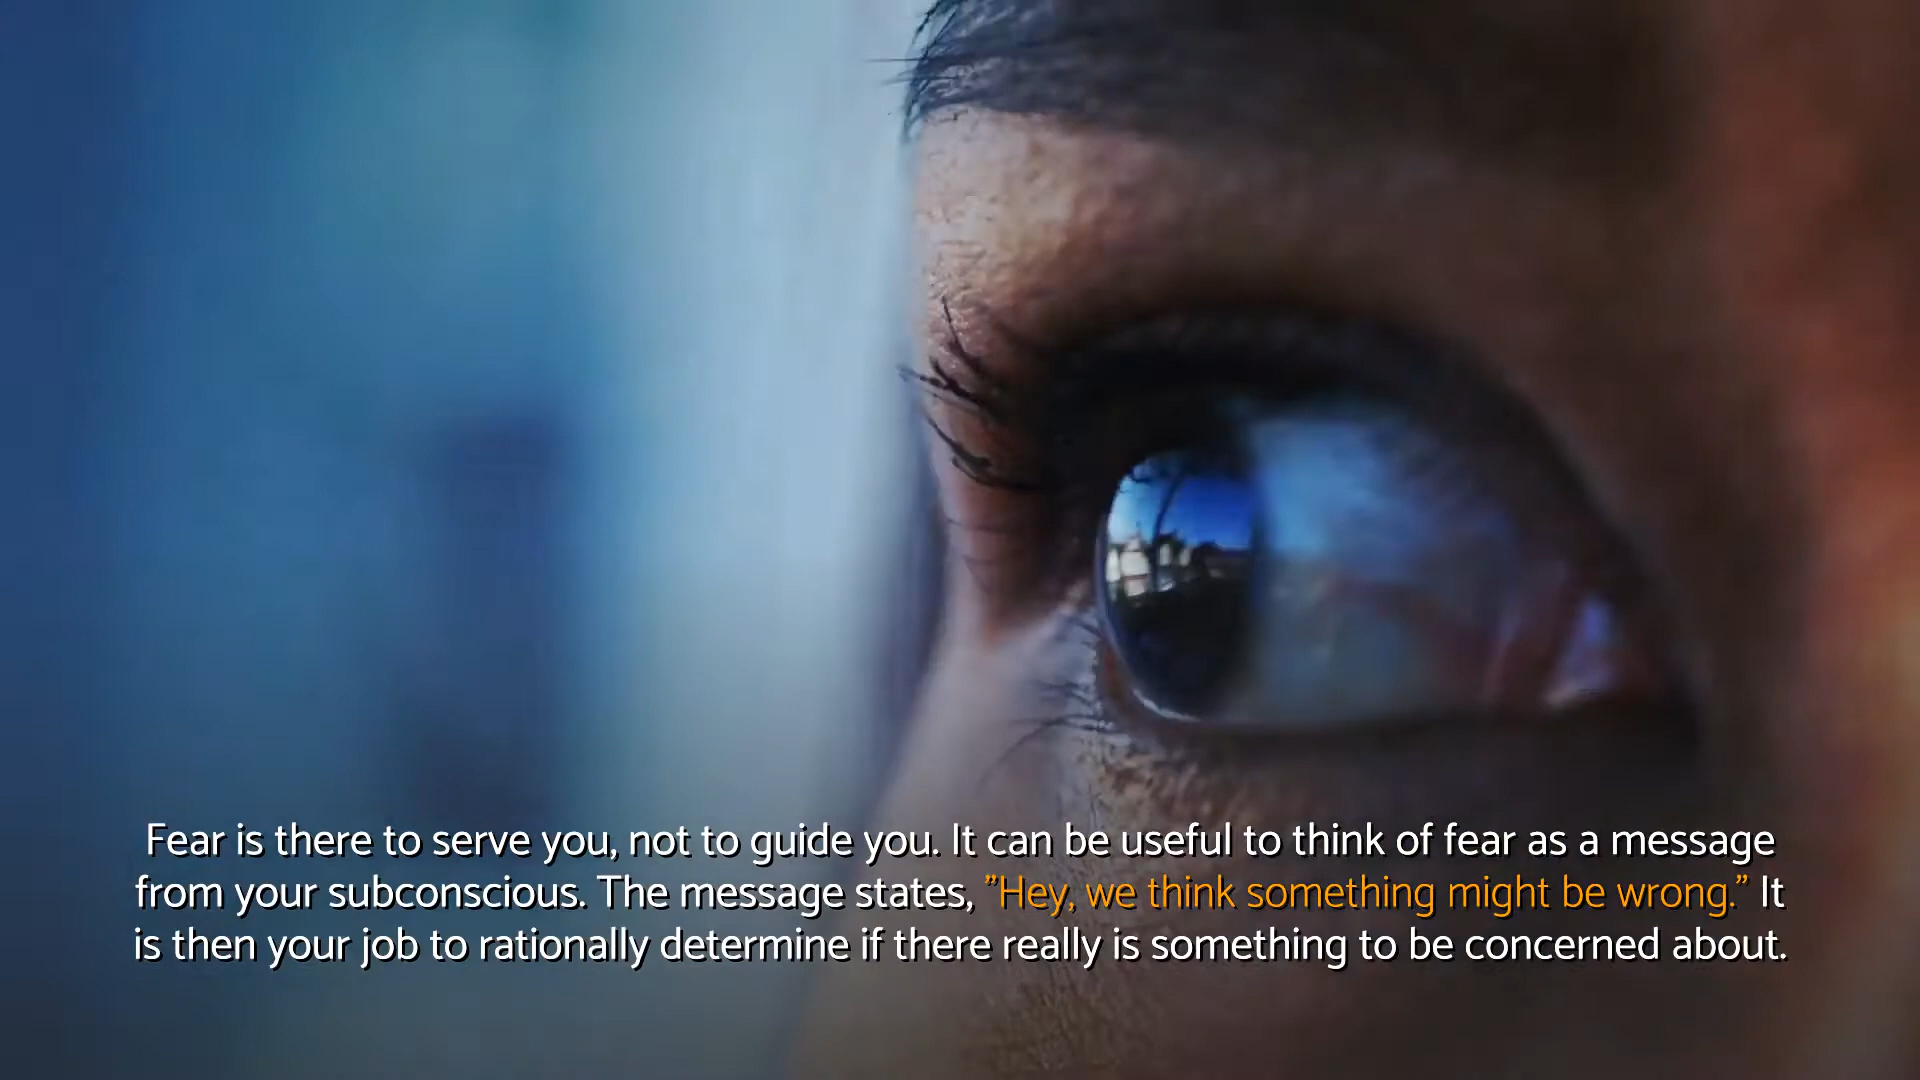 Fear is there to serve you, not to guide you. It can be useful to think of fear as a message
from your subconscious. The message states, ”Hey, we think something might be wrong.” It
is then your job to rationally determine if there really is something to be concerned about.